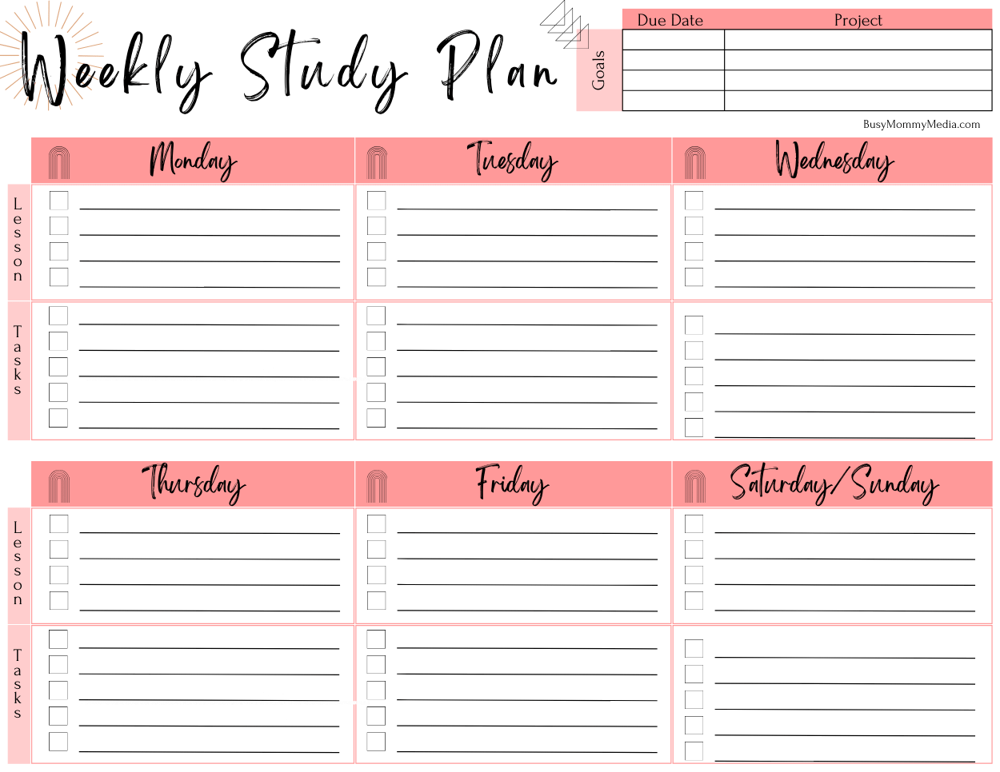 Weekly Study Plan
Due Date Project
Goals
BusyMommyMedia.com
Monday Tuesday Wednesday
Lesson
Tasks
Thursday Friday Saturday/Sunday
Lesson
Tasks